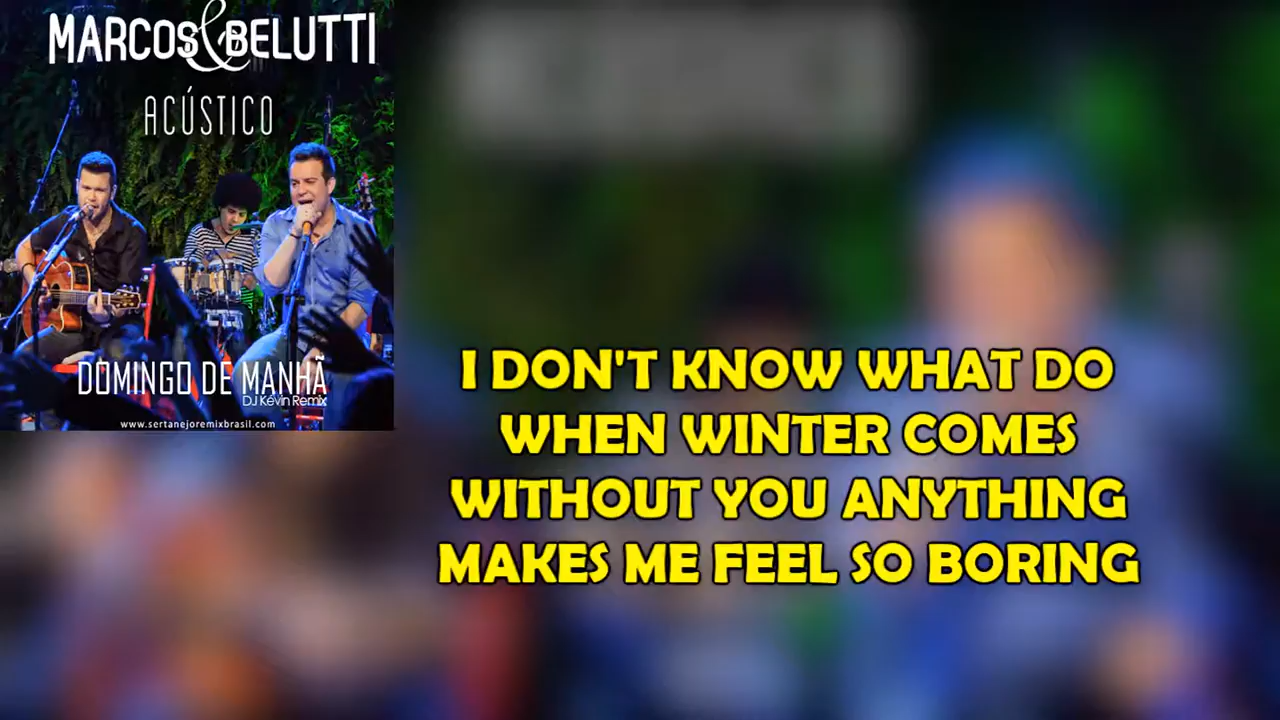 MARCOS & BELUTTI
ACÚSTICO
DOMINGO DE MANHÃ
DJ Kévin Remix
www.sertanejoremixbrasil.com
I DON'T KNOW WHAT DO
WHEN WINTER COMES
WITHOUT YOU ANYTHING
MAKES ME FEEL SO BORING